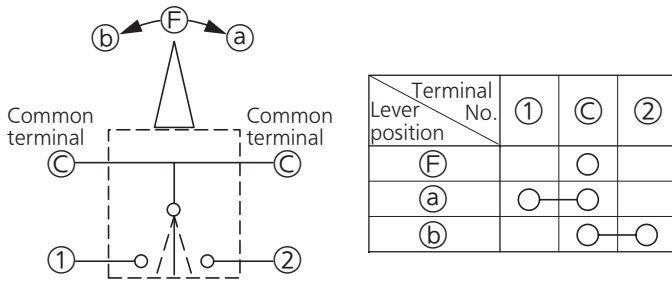 Ⓕ
ⓑ ⓐ
Common terminal
Common terminal
Ⓒ Ⓒ
① ②
Terminal No.
Lever position
① Ⓒ ②
Ⓕ
ⓐ
ⓑ